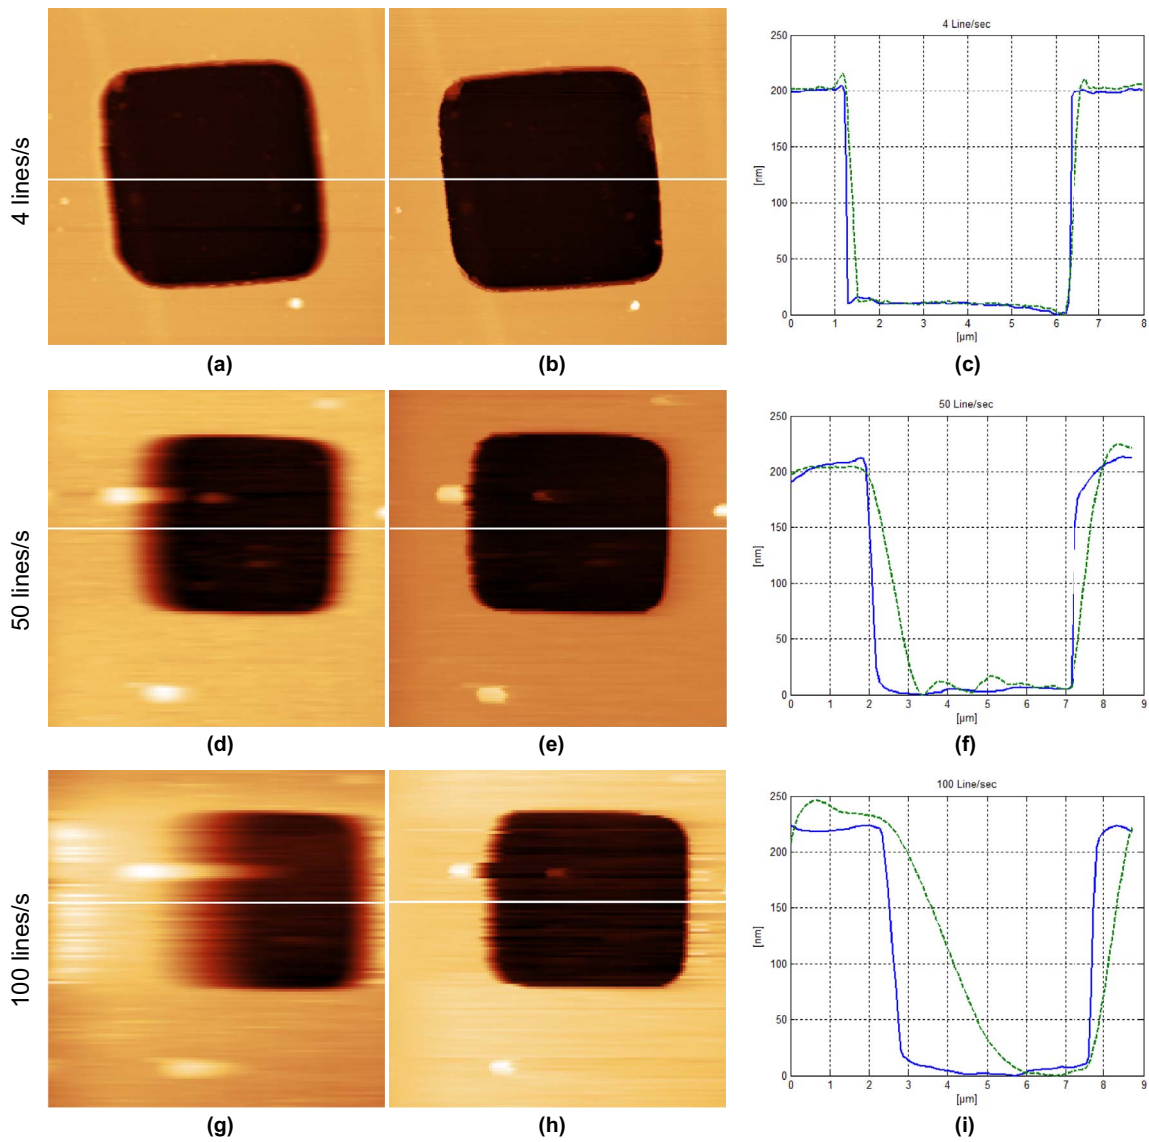 4 lines/s
4 Line/sec
[nm]
250
200
150
100
50
0
0 1 2 3 4 5 6 7 8
[µm]
(a) (b) (c)
50 lines/s
50 Line/sec
[nm]
250
200
150
100
50
0
0 1 2 3 4 5 6 7 8 9
[µm]
(d) (e) (f)
100 lines/s
100 Line/sec
[nm]
250
200
150
100
50
0
0 1 2 3 4 5 6 7 8 9
[µm]
(g) (h) (i)